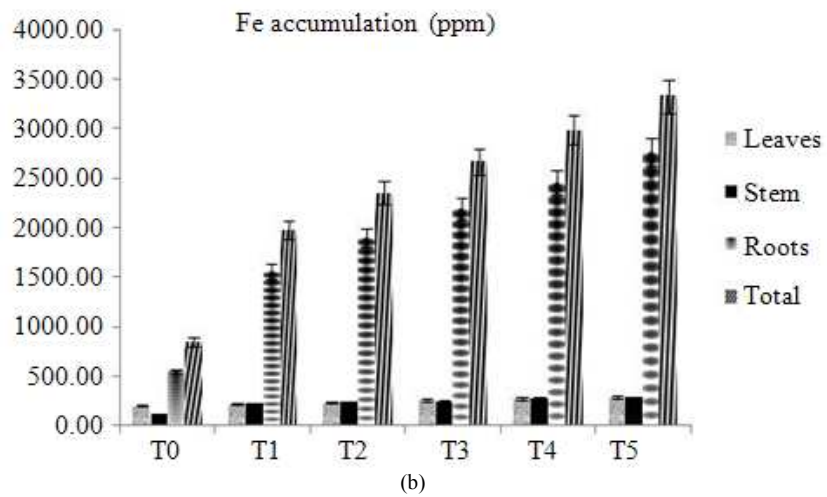 Fe accumulation (ppm)
4000.00
3500.00
3000.00
2500.00
2000.00
1500.00
1000.00
500.00
0.00
T0 T1 T2 T3 T4 T5
Leaves
Stem
Roots
Total
(b)